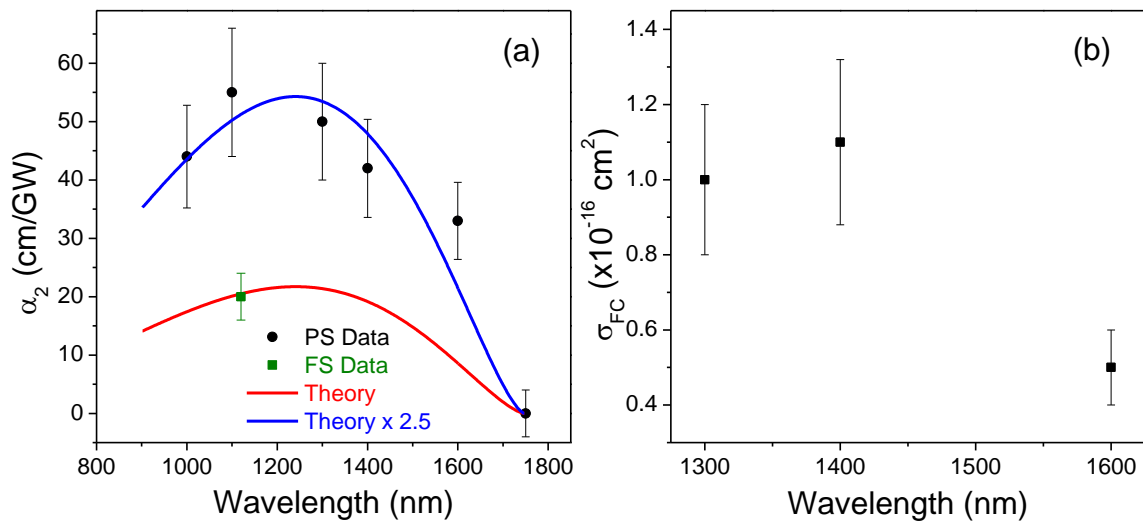 (a)
60
50
40
30
20
10
0
α₂ (cm/GW)
PS Data
FS Data
Theory
Theory x 2.5
800 1000 1200 1400 1600 1800
Wavelength (nm)
(b)
1.4
1.2
1.0
0.8
0.6
0.4
σ_FC (x10⁻¹⁶ cm²)
1300 1400 1500 1600
Wavelength (nm)